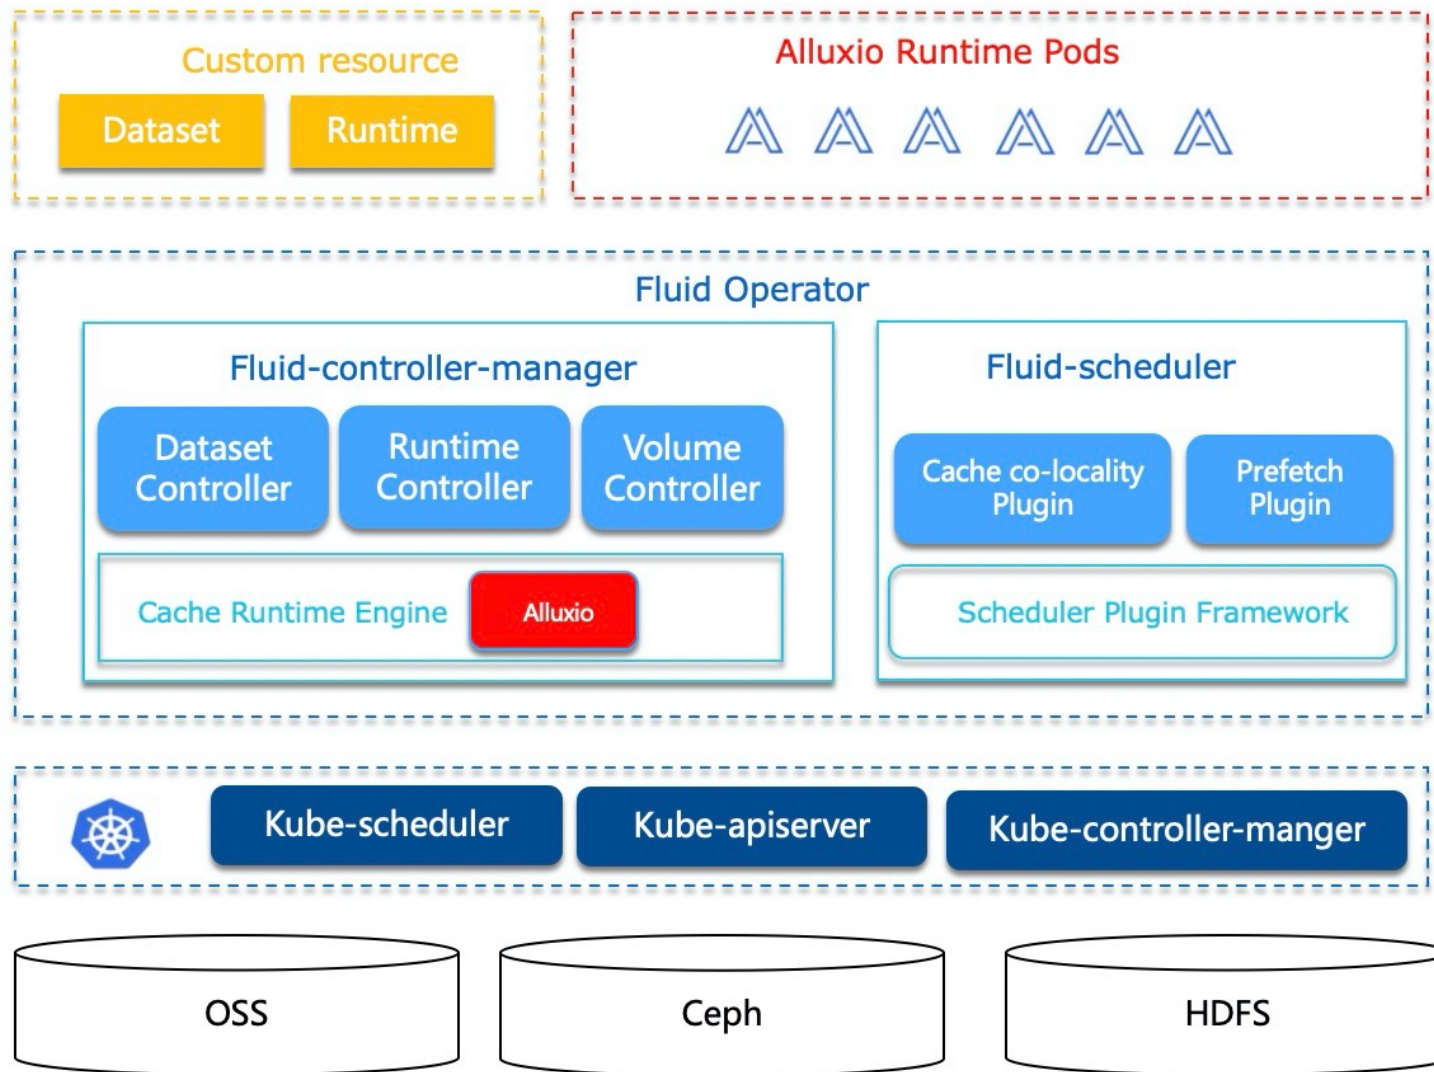 Custom resource
Dataset
Runtime
Alluxio Runtime Pods
Fluid Operator
Fluid-controller-manager
Dataset
Controller
Runtime
Controller
Volume
Controller
Cache Runtime Engine
Alluxio
Fluid-scheduler
Cache co-locality
Plugin
Prefetch
Plugin
Scheduler Plugin Framework
Kube-scheduler
Kube-apiserver
Kube-controller-manger
OSS
Ceph
HDFS